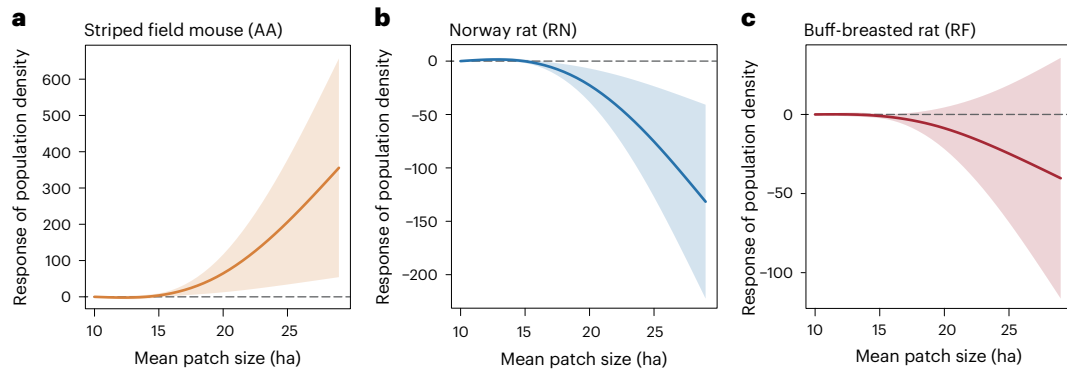 a
Striped field mouse (AA)
Response of population density
600
500
400
300
200
100
0
10 15 20 25
Mean patch size (ha)
b
Norway rat (RN)
Response of population density
0
−50
−100
−150
−200
10 15 20 25
Mean patch size (ha)
c
Buff-breasted rat (RF)
Response of population density
0
−50
−100
10 15 20 25
Mean patch size (ha)